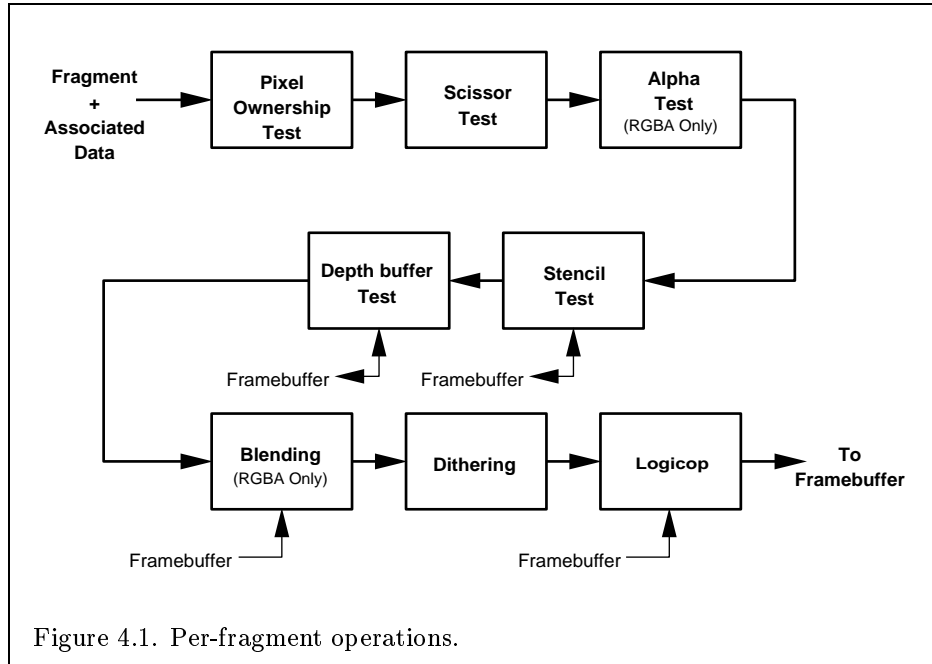 Fragment
+
Associated
Data
Pixel
Ownership
Test
Scissor
Test
Alpha
Test
(RGBA Only)
Depth buffer
Test
Stencil
Test
Framebuffer
Framebuffer
Blending
(RGBA Only)
Dithering
Logicop
To
Framebuffer
Framebuffer
Framebuffer
Figure 4.1. Per-fragment operations.